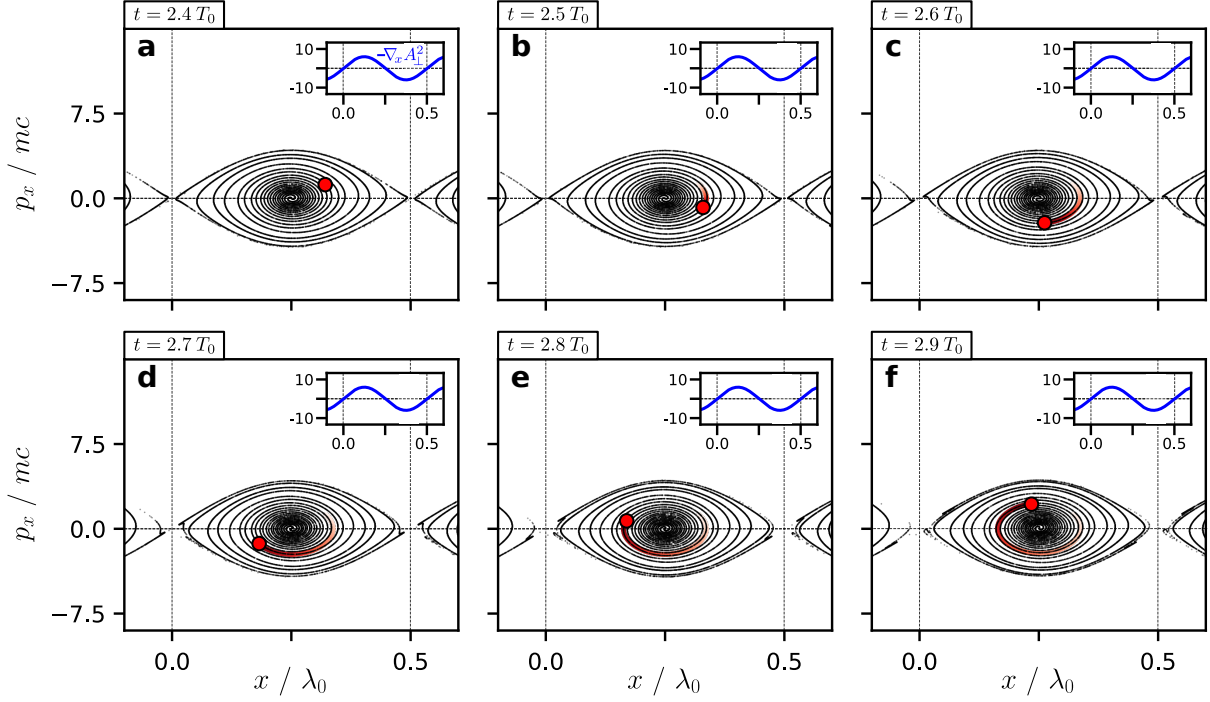 t = 2.4 T₀
t = 2.5 T₀
t = 2.6 T₀
a
b
c
10
-10
0.0
0.5
-∇ₓA²⊥
10
-10
0.0
0.5
10
-10
0.0
0.5
pₓ / mc
7.5
0.0
−7.5
t = 2.7 T₀
t = 2.8 T₀
t = 2.9 T₀
d
e
f
10
-10
0.0
0.5
10
-10
0.0
0.5
10
-10
0.0
0.5
pₓ / mc
7.5
0.0
−7.5
0.0
0.5
0.0
0.5
0.0
0.5
x / λ₀
x / λ₀
x / λ₀